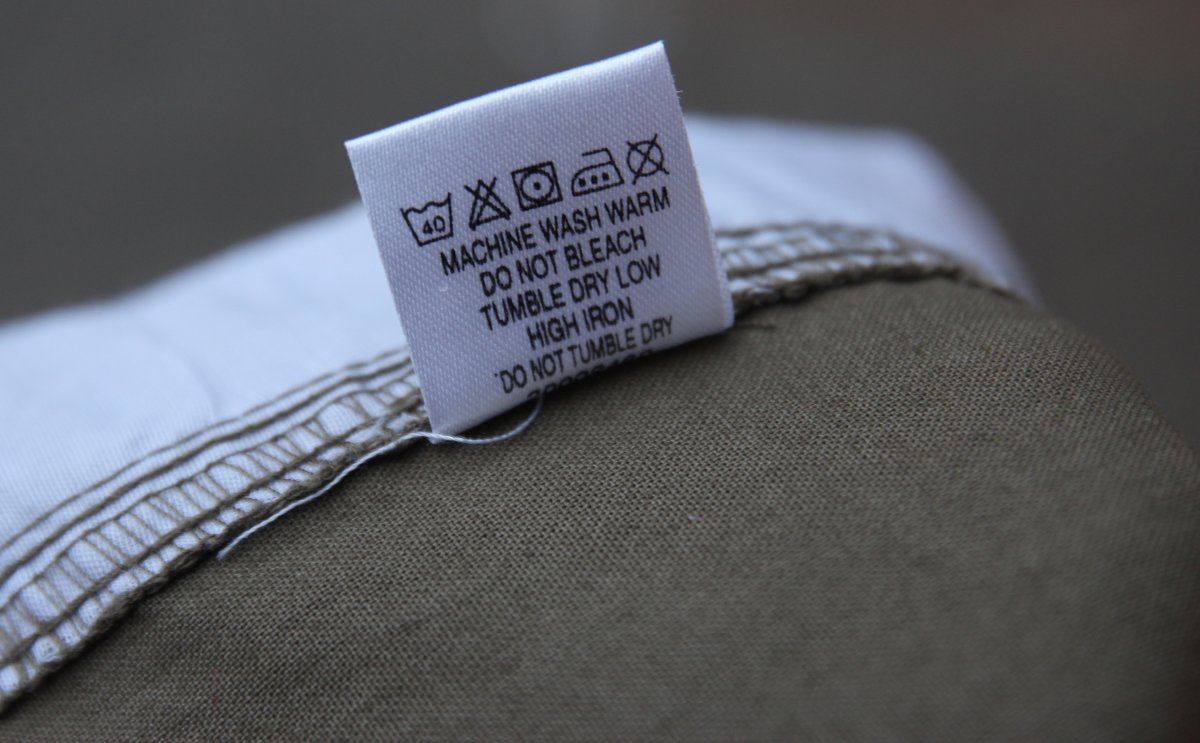 40
MACHINE WASH WARM
DO NOT BLEACH
TUMBLE DRY LOW
HIGH IRON
DO NOT TUMBLE DRY